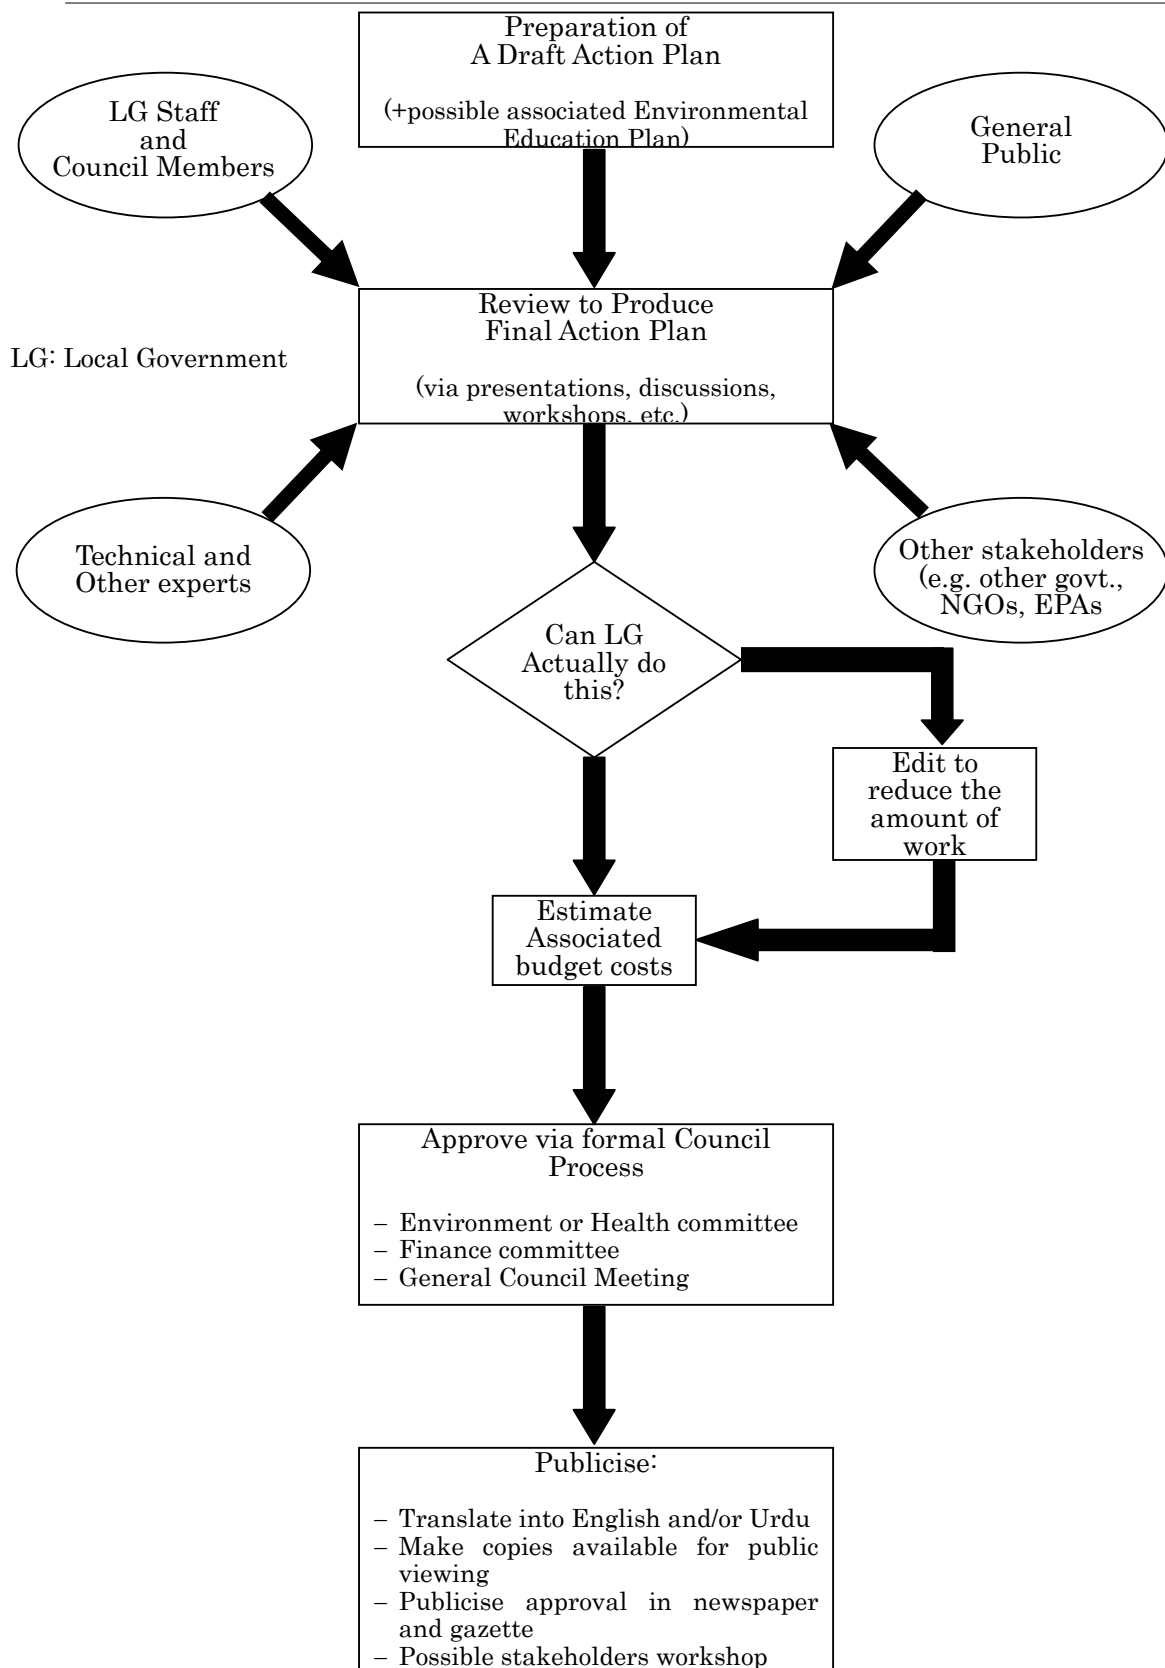 Preparation of
A Draft Action Plan
(+possible associated Environmental
Education Plan)
LG Staff
and
Council Members
General
Public
Review to Produce
Final Action Plan
(via presentations, discussions,
workshops, etc.)
LG: Local Government
Technical and
Other experts
Other stakeholders
(e.g. other govt.,
NGOs, EPAs
Can LG
Actually do
this?
Edit to
reduce the
amount of
work
Estimate
Associated
budget costs
Approve via formal Council
Process
– Environment or Health committee
– Finance committee
– General Council Meeting
Publicise:
– Translate into English and/or Urdu
– Make copies available for public
viewing
– Publicise approval in newspaper
and gazette
– Possible stakeholders workshop